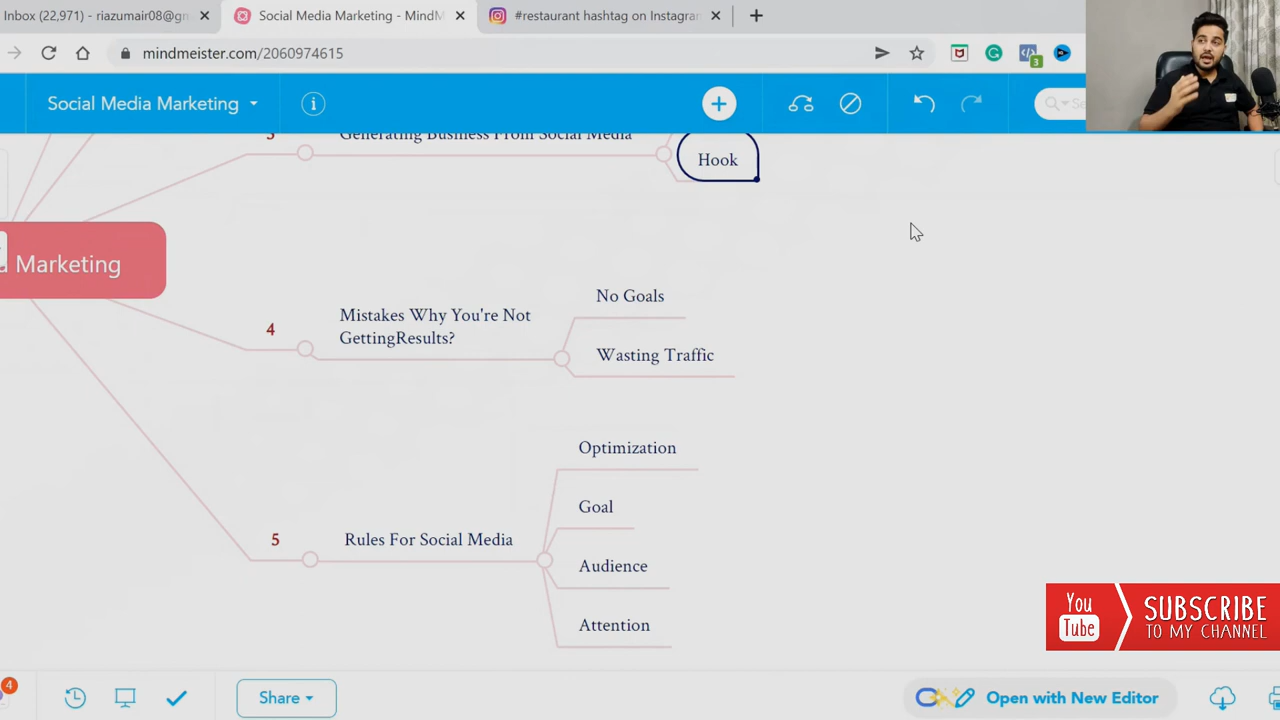 Inbox (22,971) - riazumair08@gm
Social Media Marketing - MindM
#restaurant hashtag on Instagra
mindmeister.com/2060974615
3
Social Media Marketing
Generating Business From Social Media
Hook
Marketing
4
Mistakes Why You're Not
GettingResults?
No Goals
Wasting Traffic
5
Rules For Social Media
Optimization
Goal
Audience
Attention
You
Tube
SUBSCRIBE
TO MY CHANNEL
4
Share
Open with New Editor